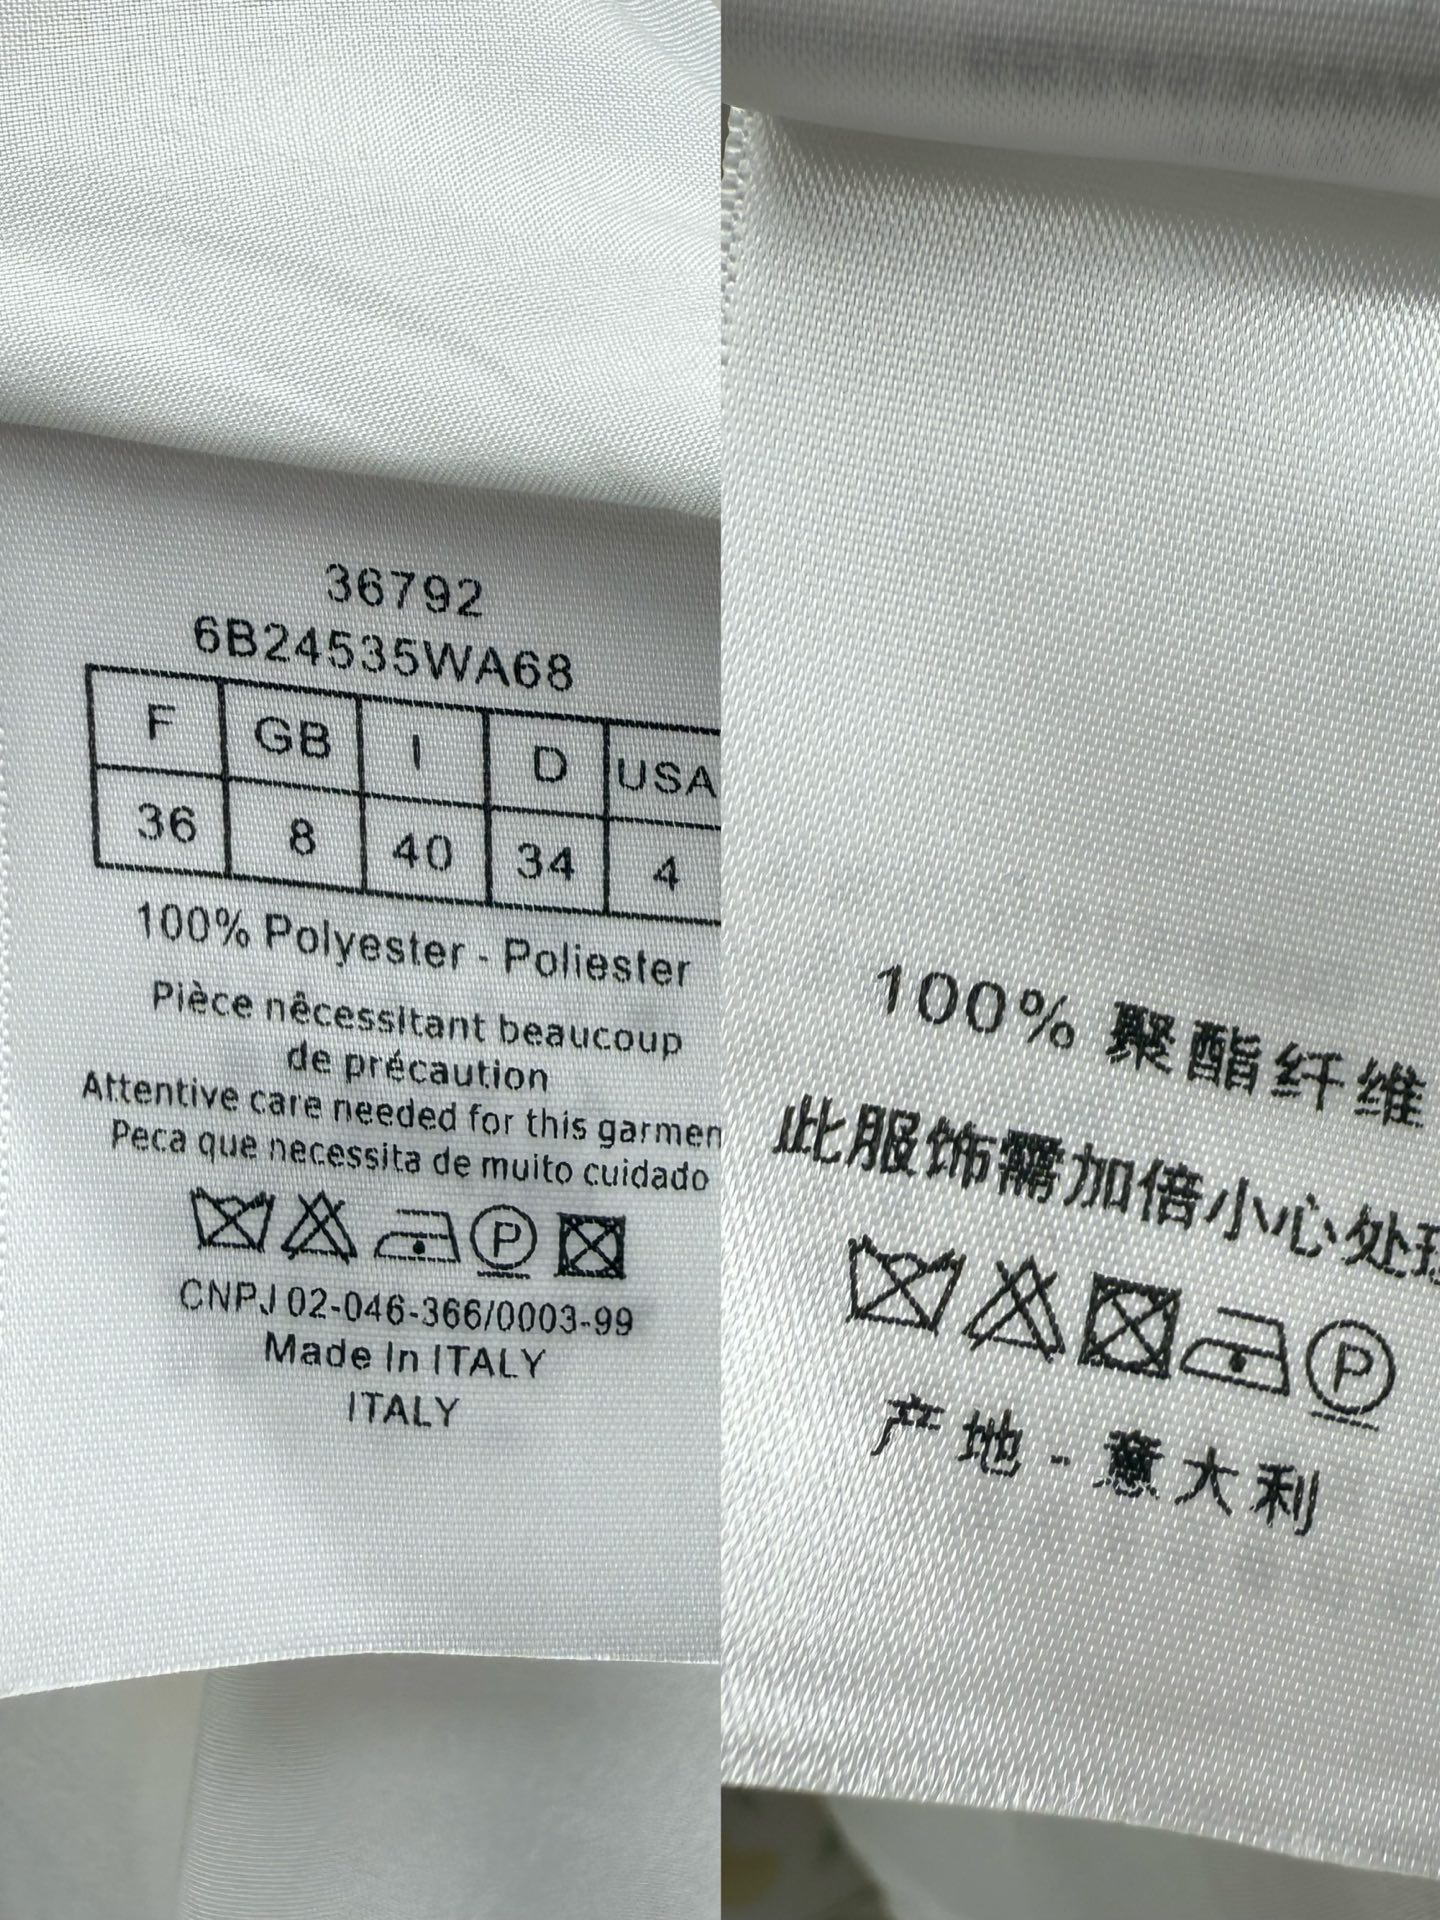 36792
6B24535WA68
F GB I D USA
36 8 40 34 4
100% Polyester - Poliester
Pièce nêcessitant beaucoup
de précaution
Attentive care needed for this garmen
Peca que necessita de muito cuidado
P
CNPJ 02-046-366/0003-99
Made In ITALY
ITALY
100% 聚酯纤维
此服饰需加倍小心处理
P
产地 - 意大利